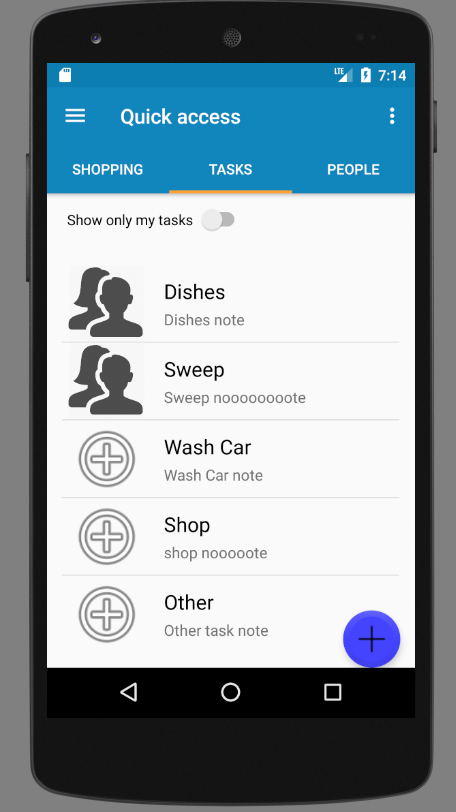 LTE 7:14
Quick access
SHOPPING TASKS PEOPLE
Show only my tasks
Dishes
Dishes note
Sweep
Sweep noooooooote
Wash Car
Wash Car note
Shop
shop nooooote
Other
Other task note